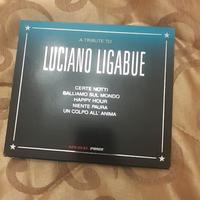 A TRIBUTE TO
LUCIANO LIGABUE
CERTE NOTTI
BALLIAMO SUL MONDO
HAPPY HOUR
NIENTE PAURA
UN COLPO ALL' ANIMA